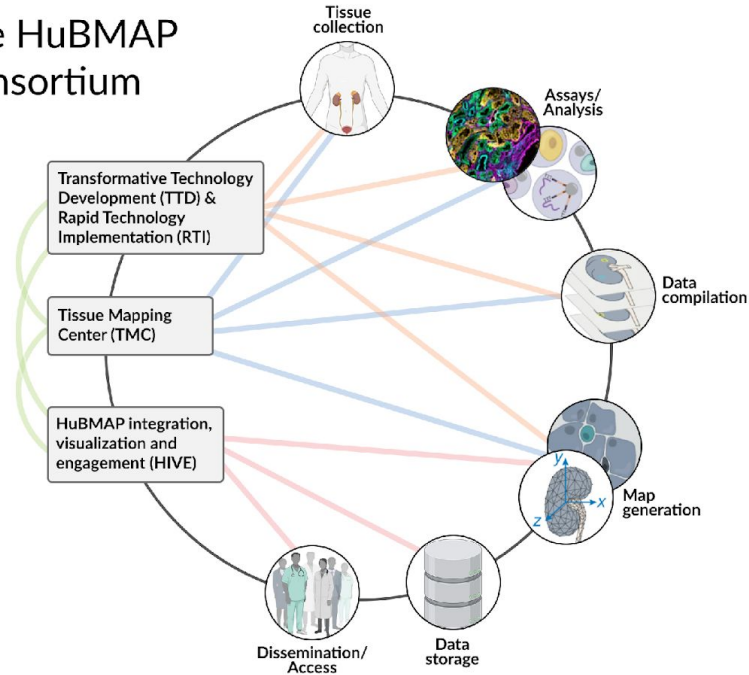 e HuBMAP
nsortium
Tissue
collection
Assays/
Analysis
Transformative Technology
Development (TTD) &
Rapid Technology
Implementation (RTI)
Data
compilation
Tissue Mapping
Center (TMC)
HuBMAP integration,
visualization and
engagement (HIVE)
y
x
z
Map
generation
Dissemination/
Access
Data
storage